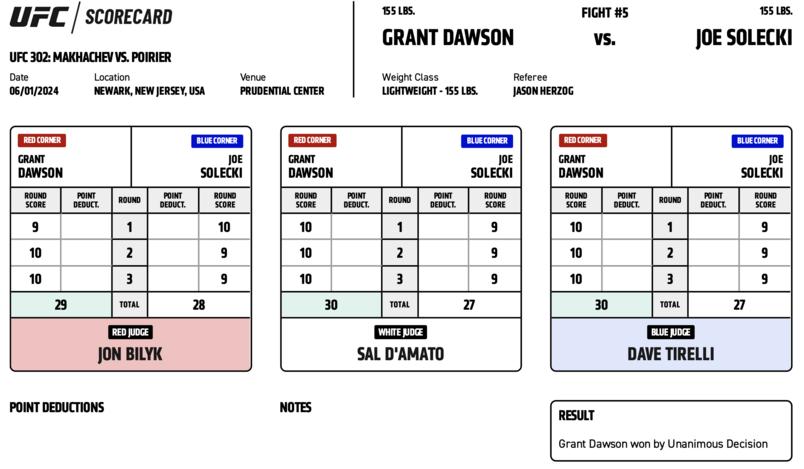 UFC SCORECARD
UFC 302: MAKHACHEV VS. POIRIER
Date Location Venue
06/01/2024 NEWARK, NEW JERSEY, USA PRUDENTIAL CENTER
155 LBS. FIGHT #5 155 LBS.
GRANT DAWSON VS. JOE SOLECKI
Weight Class Referee
LIGHTWEIGHT - 155 LBS. JASON HERZOG
RED CORNER BLUE CORNER
GRANT JOE
DAWSON SOLECKI
ROUND POINT ROUND POINT ROUND
SCORE DEDUCT. DEDUCT. SCORE
9 1 10
10 2 9
10 3 9
29 TOTAL 28
RED JUDGE
JON BILYK
RED CORNER BLUE CORNER
GRANT JOE
DAWSON SOLECKI
ROUND POINT ROUND POINT ROUND
SCORE DEDUCT. DEDUCT. SCORE
10 1 9
10 2 9
10 3 9
30 TOTAL 27
WHITE JUDGE
SAL D'AMATO
RED CORNER BLUE CORNER
GRANT JOE
DAWSON SOLECKI
ROUND POINT ROUND POINT ROUND
SCORE DEDUCT. DEDUCT. SCORE
10 1 9
10 2 9
10 3 9
30 TOTAL 27
BLUE JUDGE
DAVE TIRELLI
POINT DEDUCTIONS
NOTES
RESULT
Grant Dawson won by Unanimous Decision